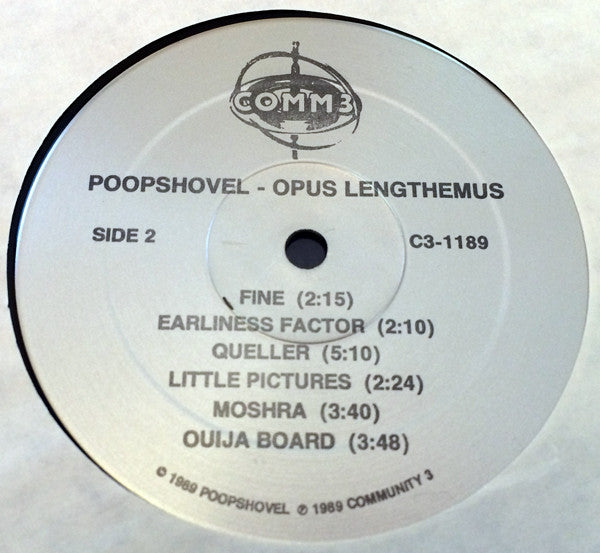 COMM3
POOPSHOVEL - OPUS LENGTHEMUS
SIDE 2
C3-1189
FINE (2:15)
EARLINESS FACTOR (2:10)
QUELLER (5:10)
LITTLE PICTURES (2:24)
MOSHRA (3:40)
OUIJA BOARD (3:48)
© 1989 POOPSHOVEL ℗ 1989 COMMUNITY 3